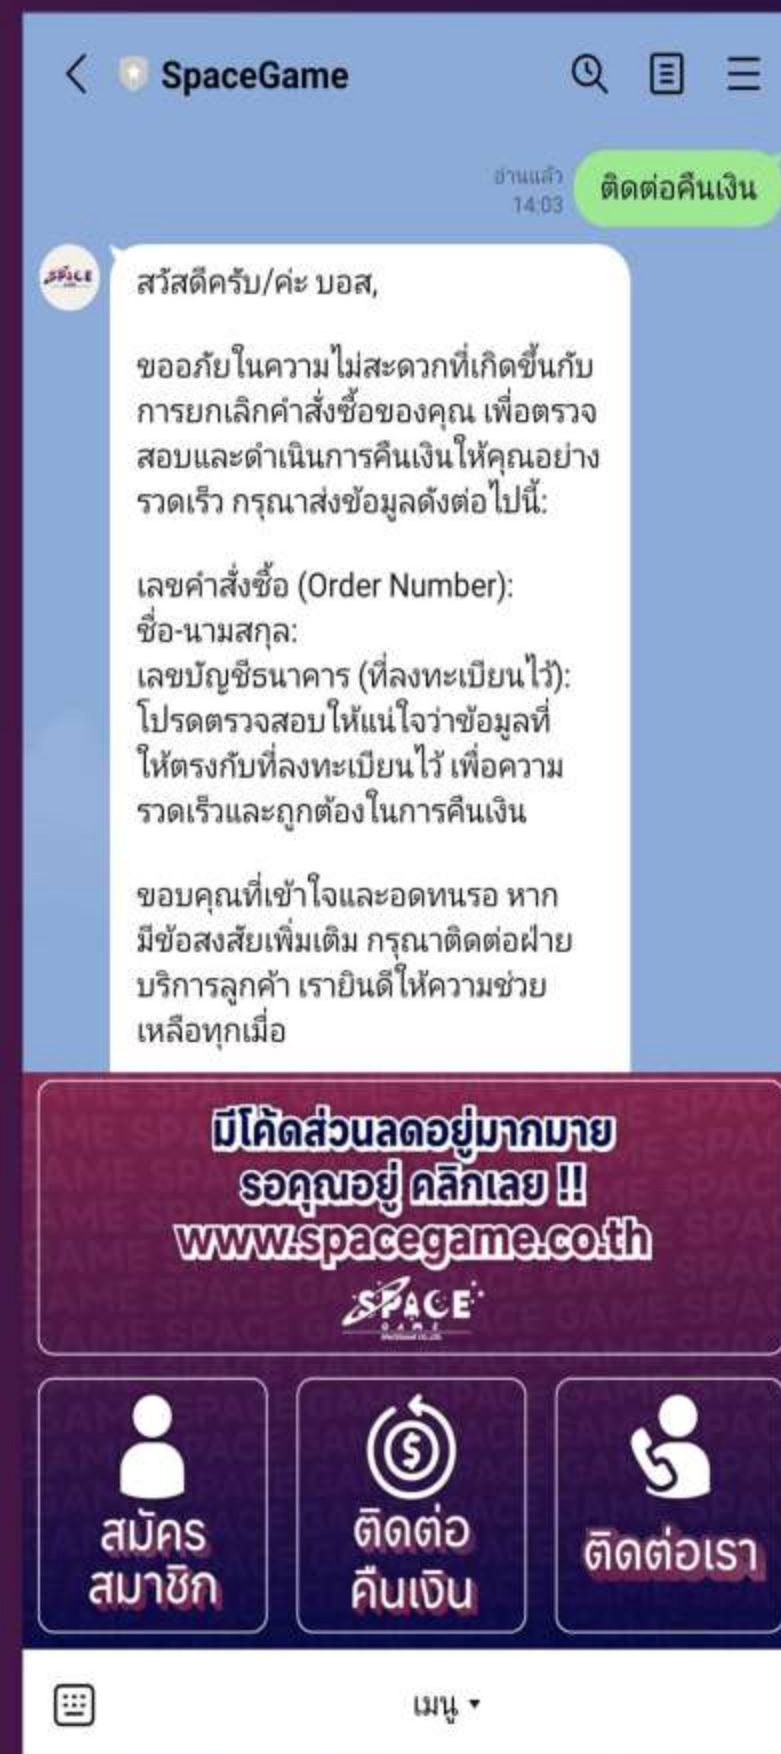 SpaceGame
อ่านแล้ว
14:03
ติดต่อคืนเงิน
SPACE
สวัสดีครับ/ค่ะ บอส,
ขออภัยในความไม่สะดวกที่เกิดขึ้นกับ
การยกเลิกคำสั่งซื้อของคุณ เพื่อตรวจ
สอบและดำเนินการคืนเงินให้คุณอย่าง
รวดเร็ว กรุณาส่งข้อมูลดังต่อไปนี้:
เลขคำสั่งซื้อ (Order Number):
ชื่อ-นามสกุล:
เลขบัญชีธนาคาร (ที่ลงทะเบียนไว้):
โปรดตรวจสอบให้แน่ใจว่าข้อมูลที่
ให้ตรงกับที่ลงทะเบียนไว้ เพื่อความ
รวดเร็วและถูกต้องในการคืนเงิน
ขอบคุณที่เข้าใจและอดทนรอ หาก
มีข้อสงสัยเพิ่มเติม กรุณาติดต่อฝ่าย
บริการลูกค้า เรายินดีให้ความช่วย
เหลือทุกเมื่อ
มีโค้ดส่วนลดอยู่มากมาย
รอคุณอยู่ คลิกเลย !!
www.spacegame.co.th
SPACE
GAME
สมัคร
สมาชิก
ติดต่อ
คืนเงิน
ติดต่อเรา
เมนู